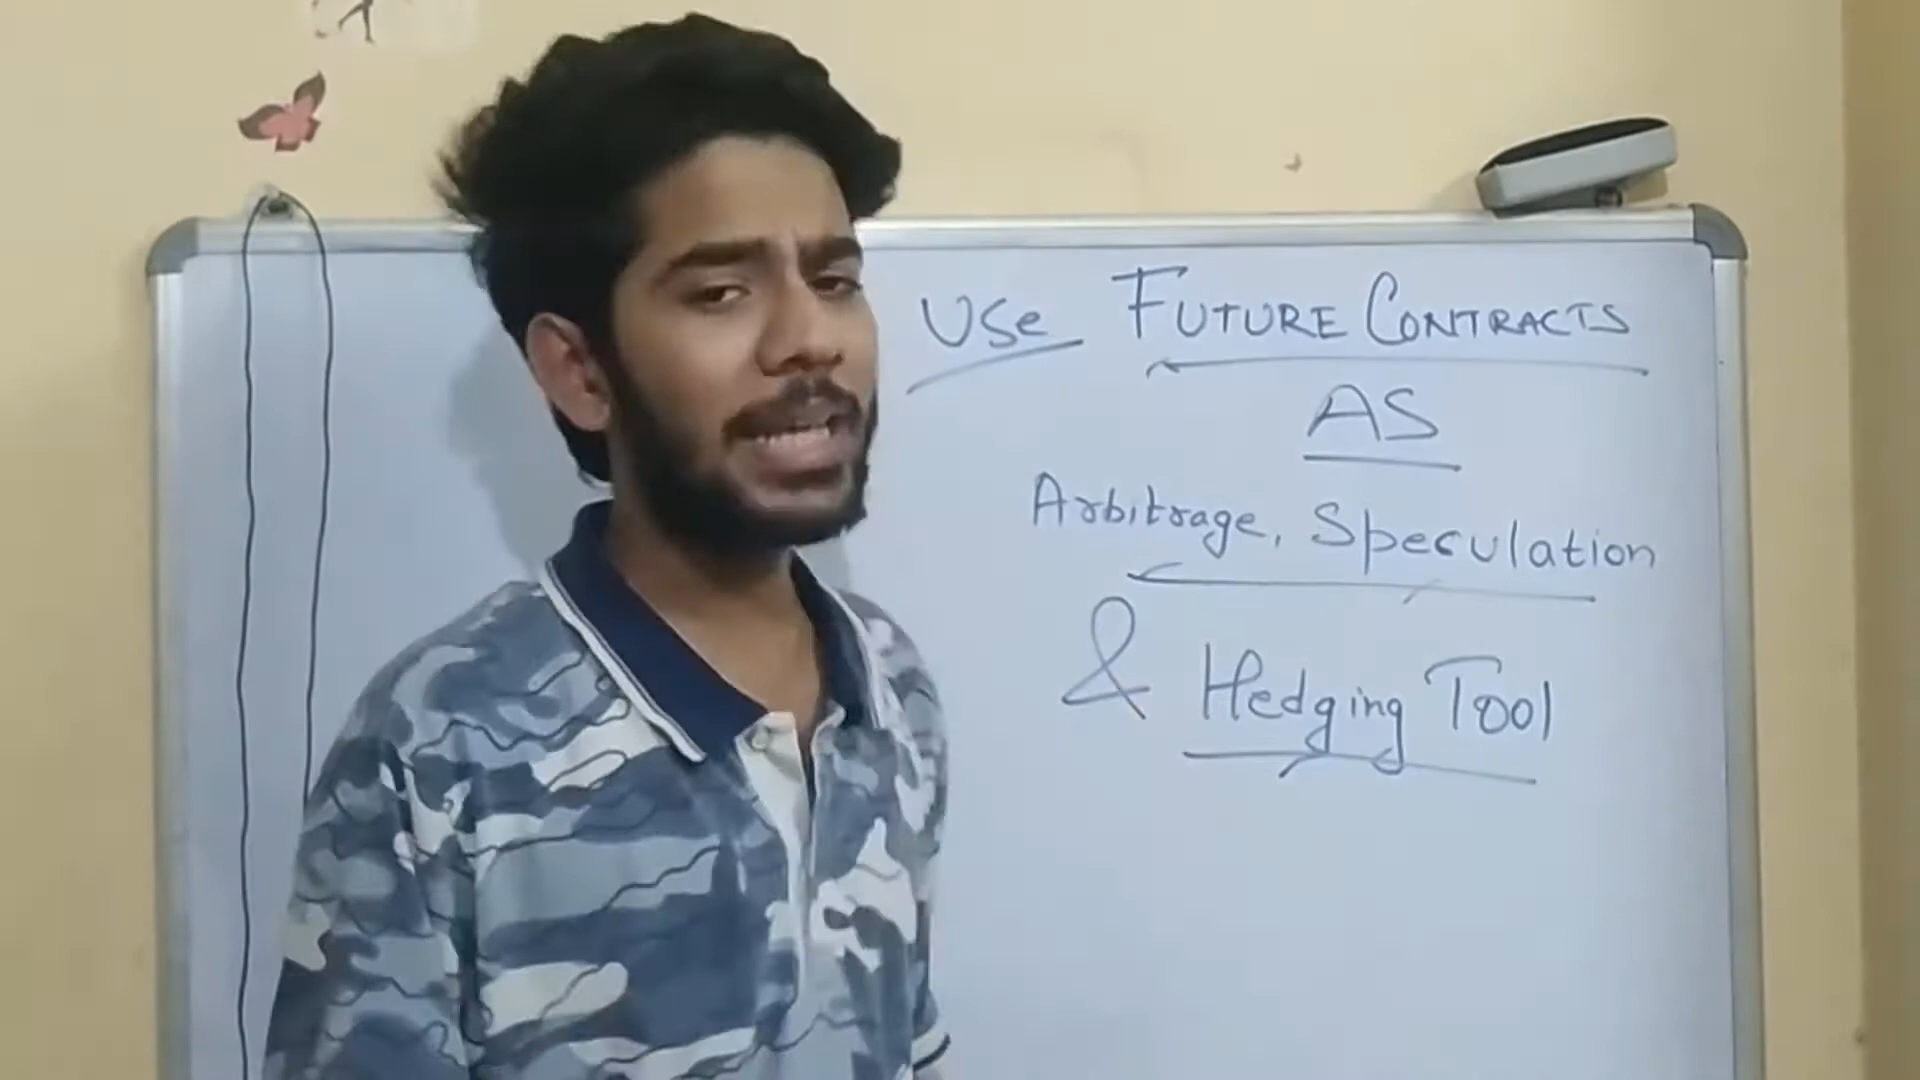 Use FUTURE CONTRACTS
AS
Arbitrage, Speculation
& Hedging Tool